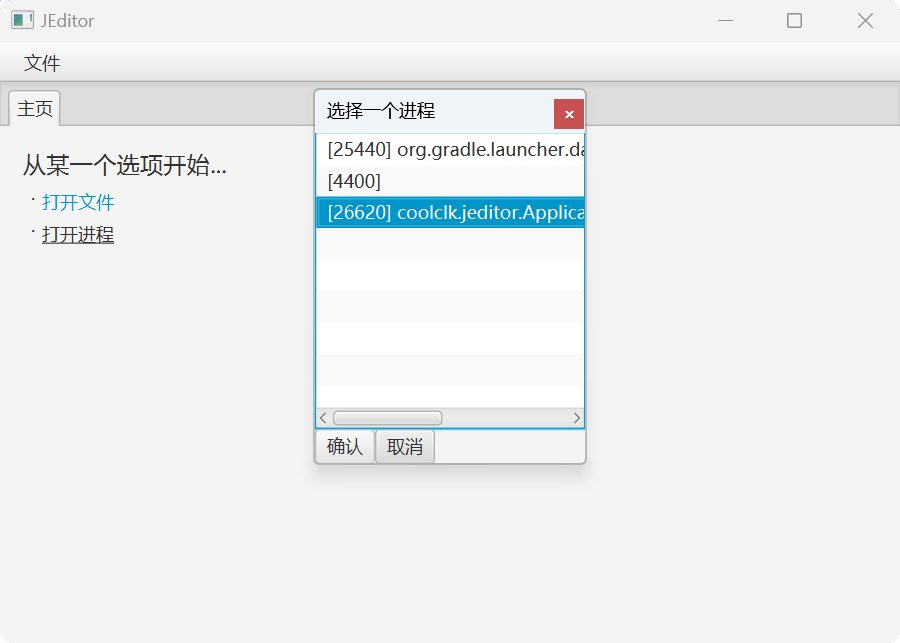 JEditor
文件
主页
从某一个选项开始...
· 打开文件
· 打开进程
选择一个进程
x
[25440] org.gradle.launcher.da
[4400]
[26620] coolclk.jeditor.Applica
确认
取消